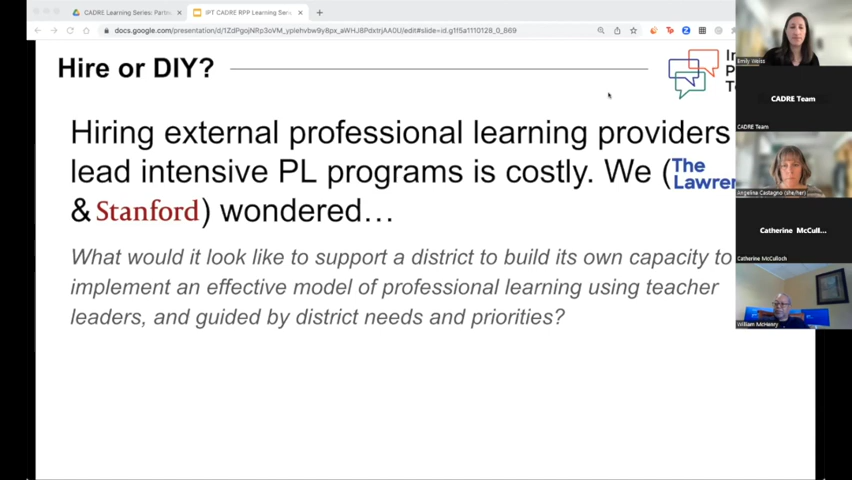 CADRE Learning Series: Partn
IPT CADRE RPP Learning Seri
docs.google.com/presentation/d/1ZdPgojNRp3oVM_yplehvbw9y8px_aWHJ8PdxtrjAA0U/edit#slide=id.g1f5a1110128_0_869
Hire or DIY?
In
P
T
Hiring external professional learning providers
lead intensive PL programs is costly. We (The
Lawren
& Stanford) wondered…
What would it look like to support a district to build its own capacity to
implement an effective model of professional learning using teacher
leaders, and guided by district needs and priorities?
Emily Weiss
CADRE Team
CADRE Team
Angelina Castagno (she/her)
Catherine McCull...
Catherine McCulloch
William McHenry